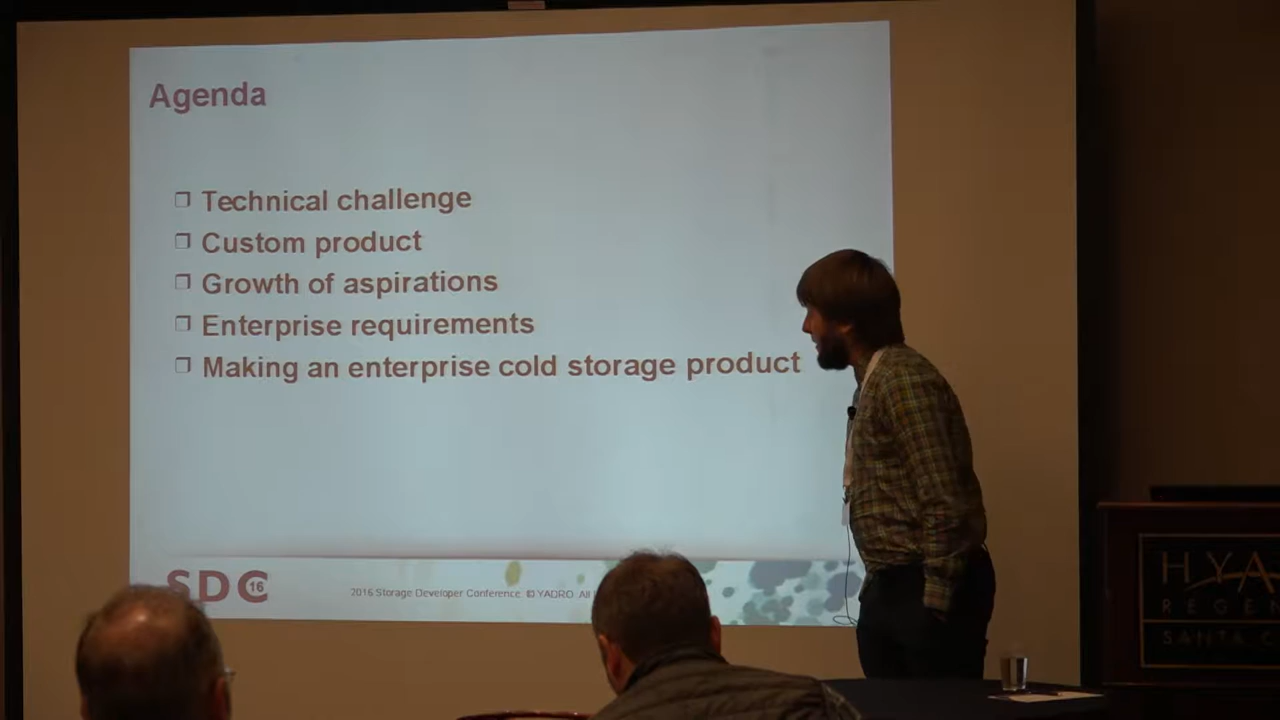 Agenda
❐ Technical challenge
❐ Custom product
❐ Growth of aspirations
❐ Enterprise requirements
❐ Making an enterprise cold storage product
SDC 16
2016 Storage Developer Conference. © YADRO. All
HYA
REGEN
SANTA C